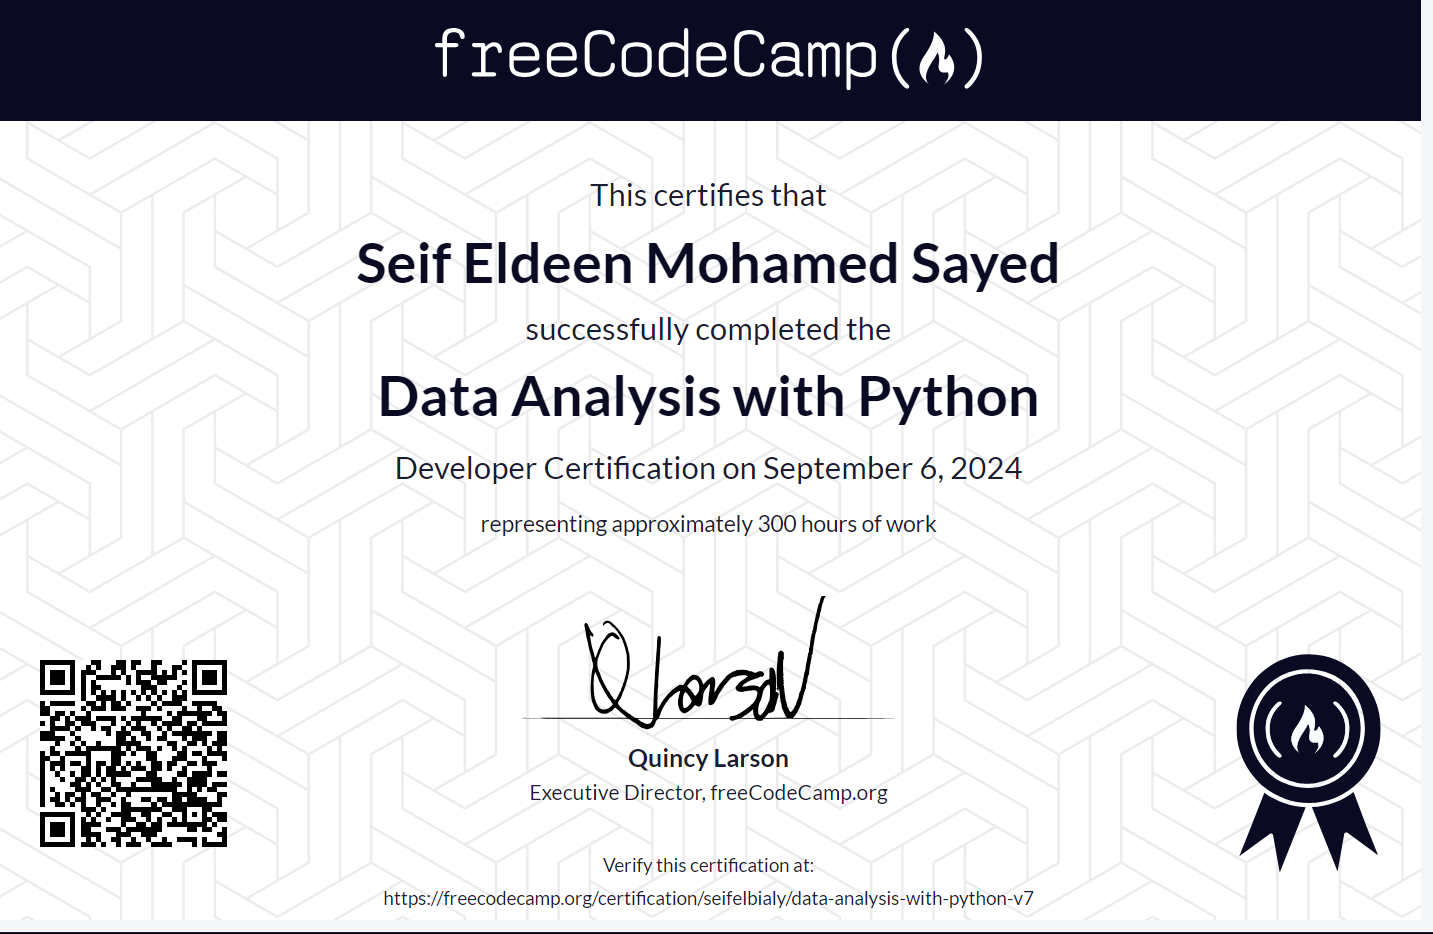 freeCodeCamp
This certifies that
Seif Eldeen Mohamed Sayed
successfully completed the
Data Analysis with Python
Developer Certification on September 6, 2024
representing approximately 300 hours of work
Quincy Larson
Executive Director, freeCodeCamp.org
Verify this certification at:
https://freecodecamp.org/certification/seifelbialy/data-analysis-with-python-v7